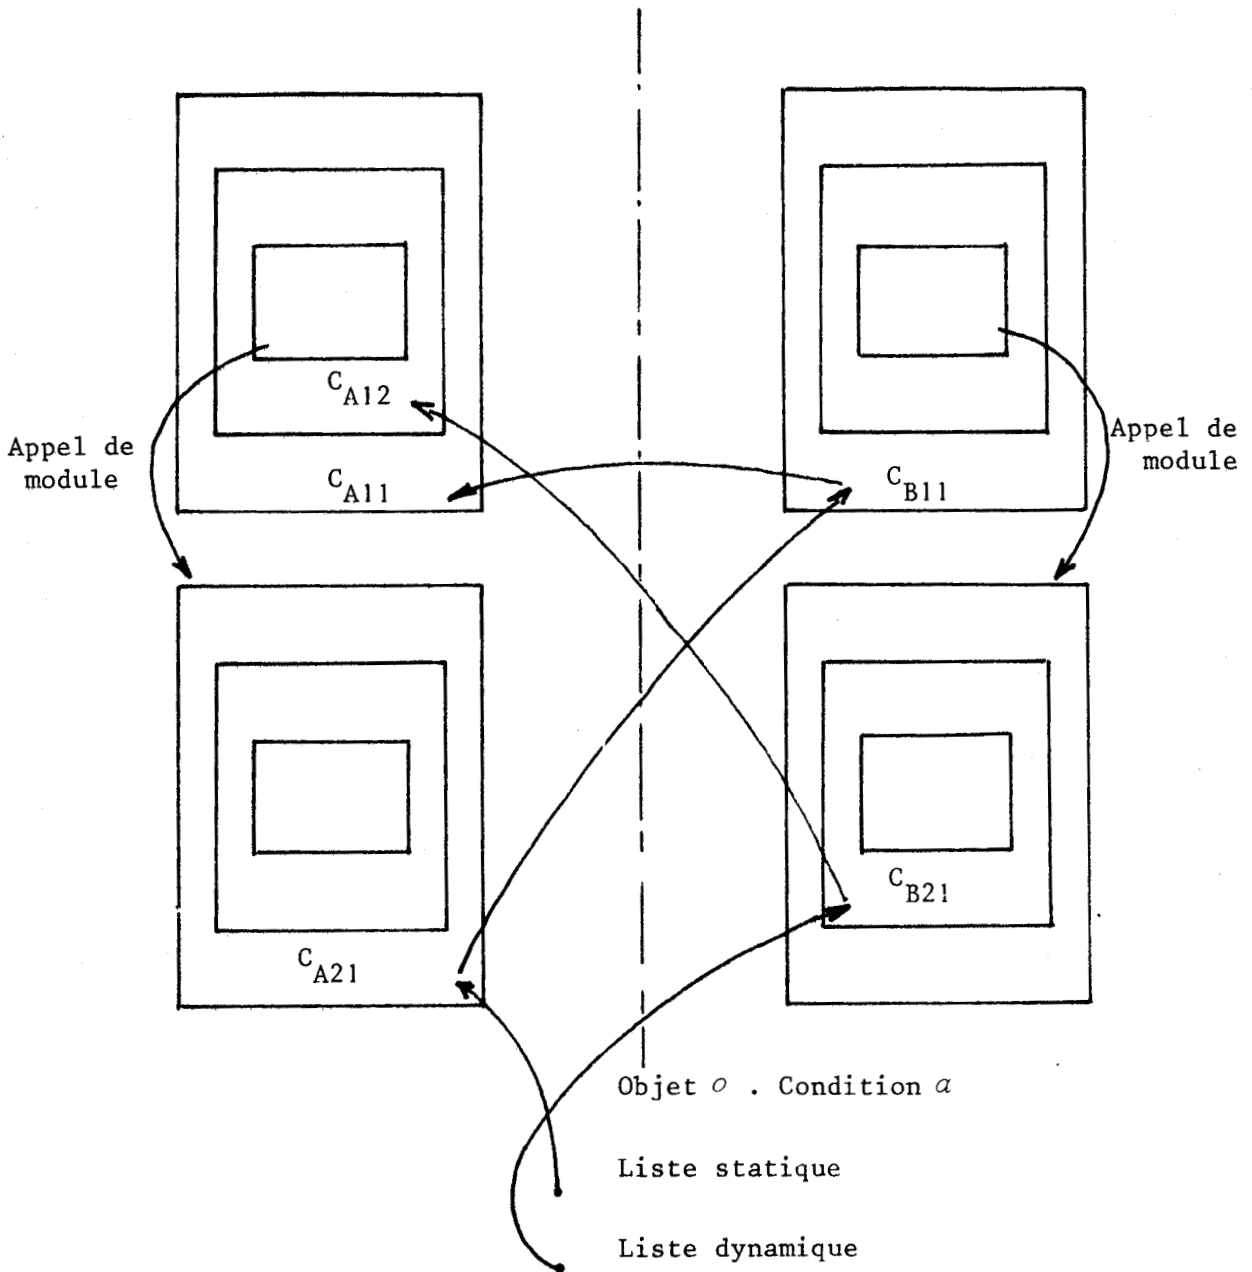 C_A12
Appel de
module
C_A11
C_B11
Appel de
module
C_B21
C_A21
Objet o . Condition a
Liste statique
Liste dynamique